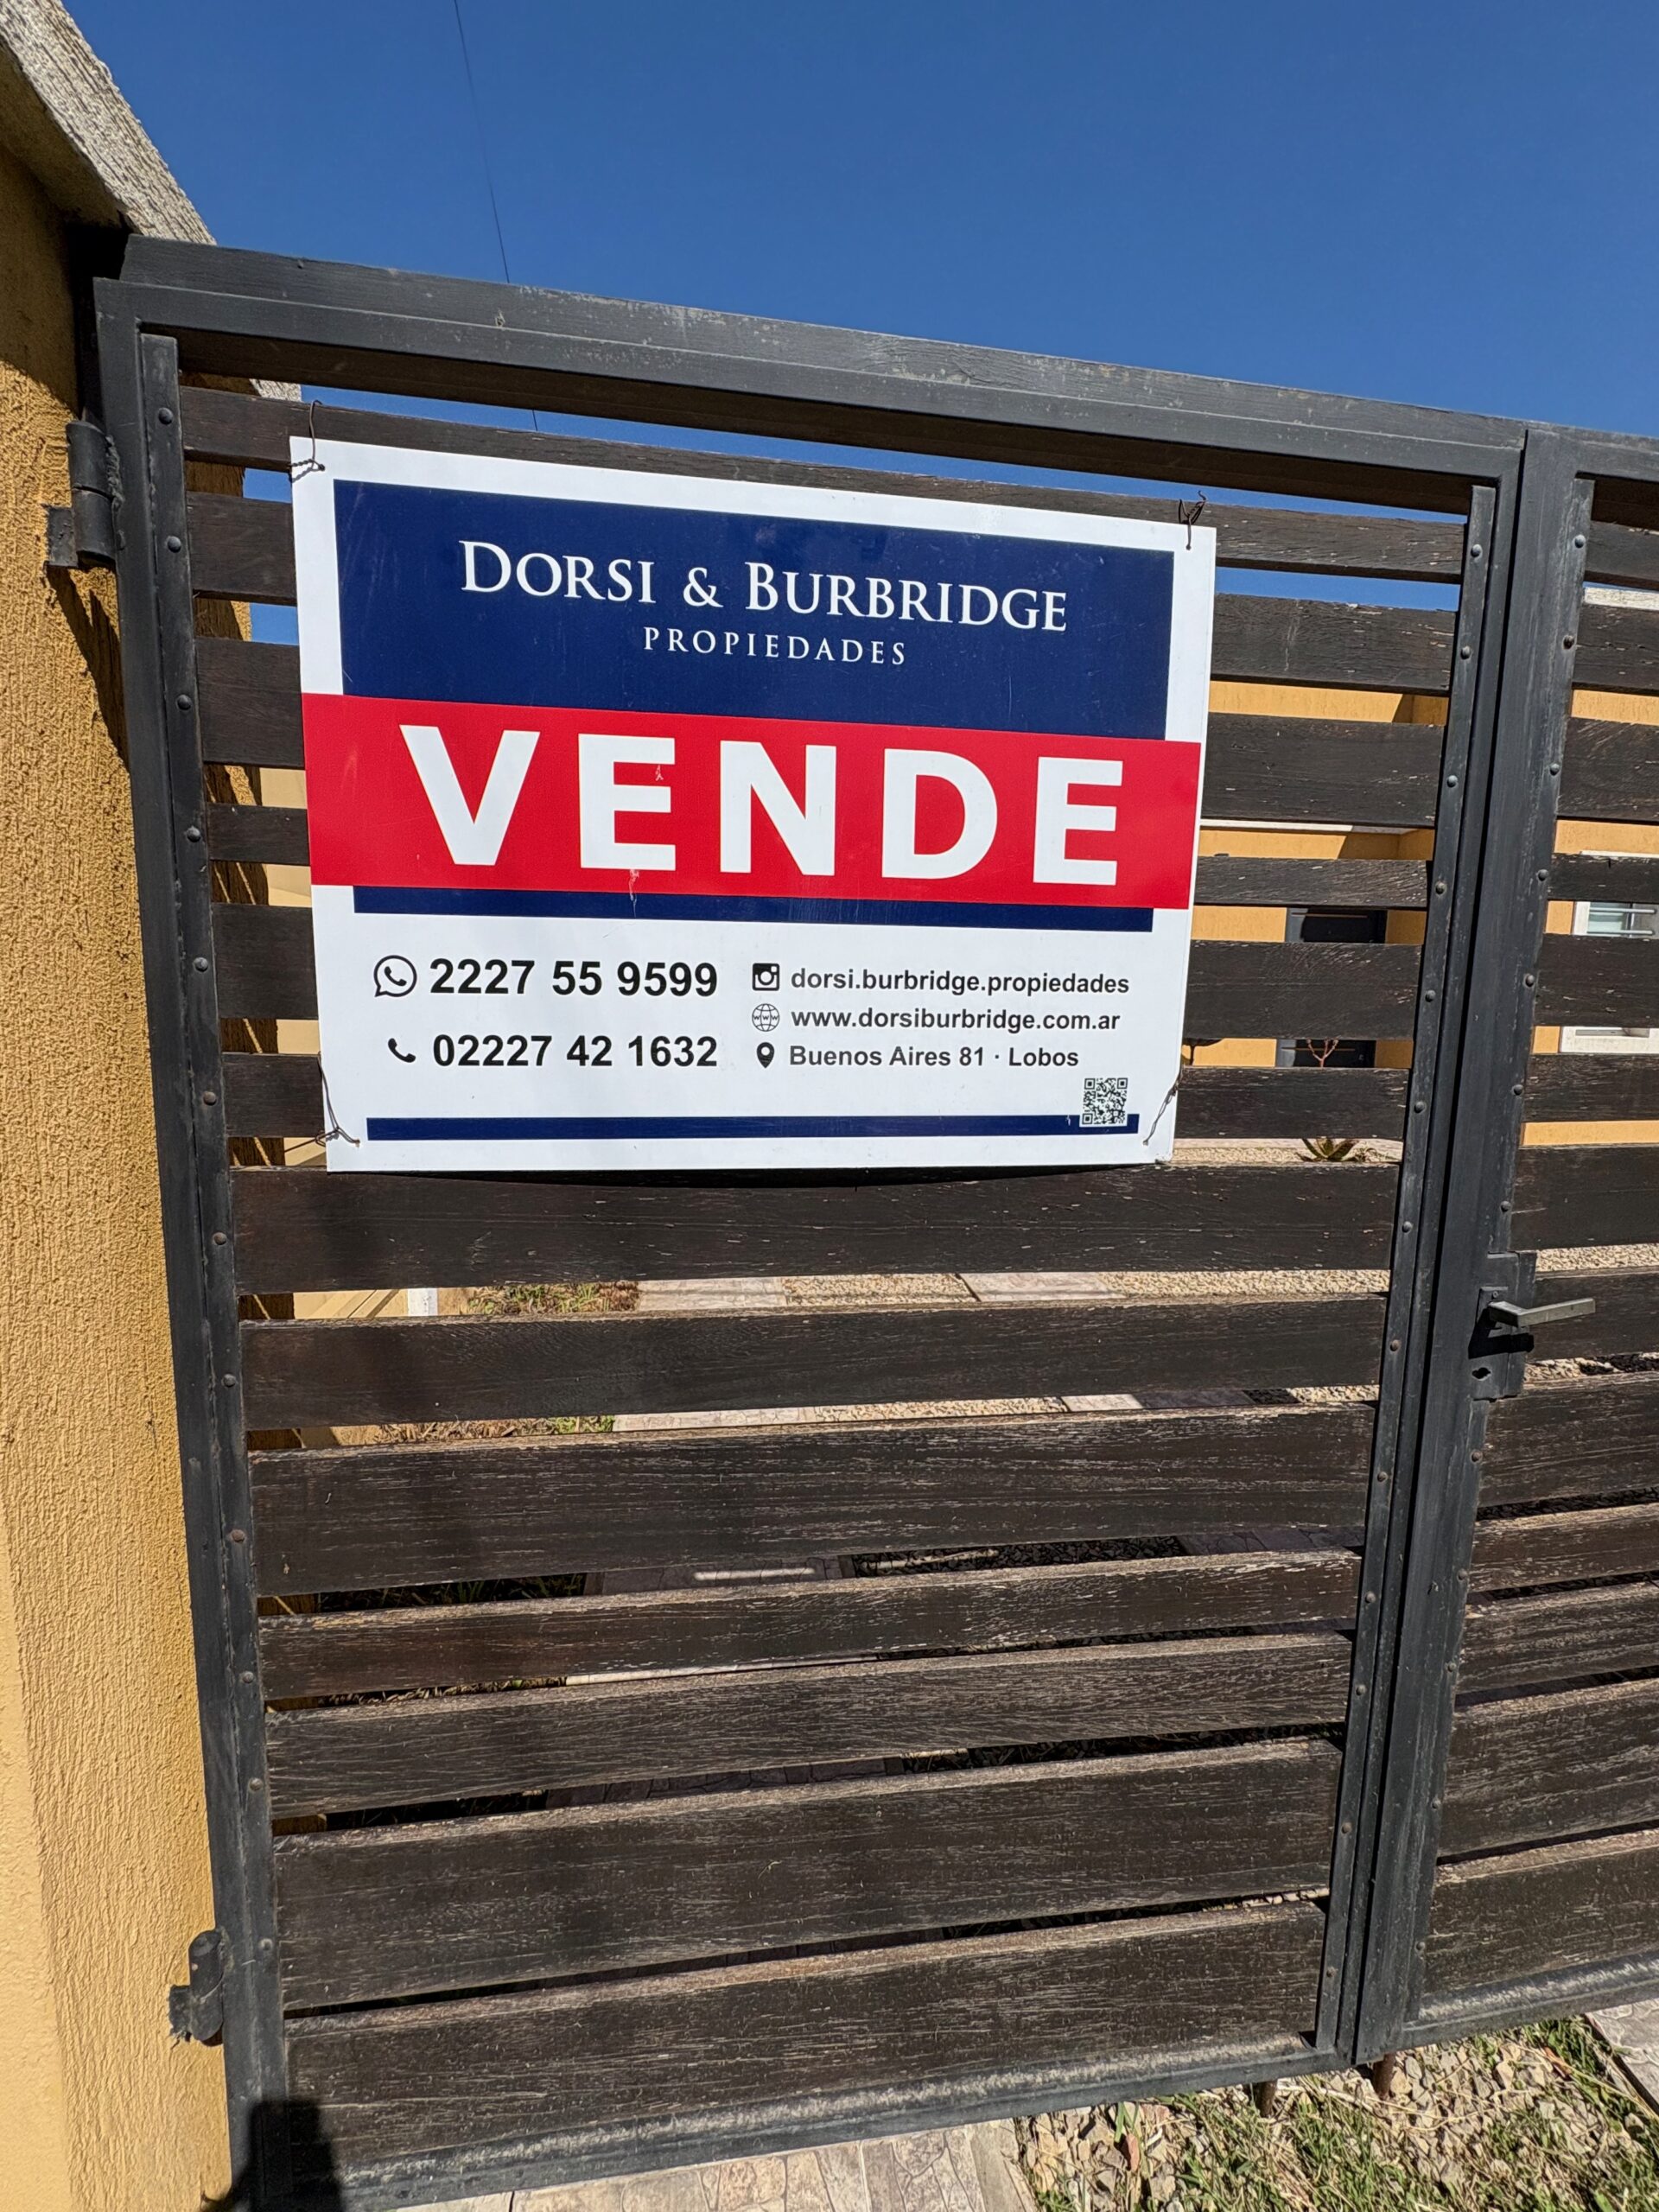 DORSI & BURBRIDGE
PROPIEDADES
VENDE
2227 55 9599
02227 42 1632
dorsi.burbridge.propiedades
www.dorsiburbridge.com.ar
Buenos Aires 81 · Lobos